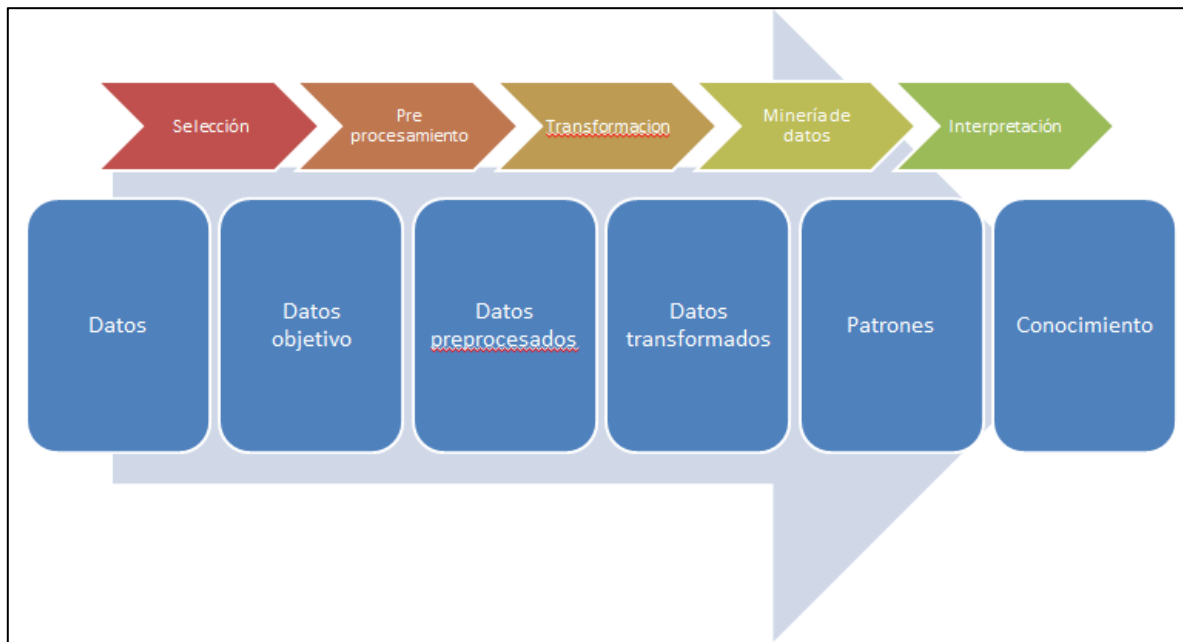 Selección
Pre
procesamiento
Transformacion
Minería de
datos
Interpretación
Datos
Datos
objetivo
Datos
preprocesados
Datos
transformados
Patrones
Conocimiento